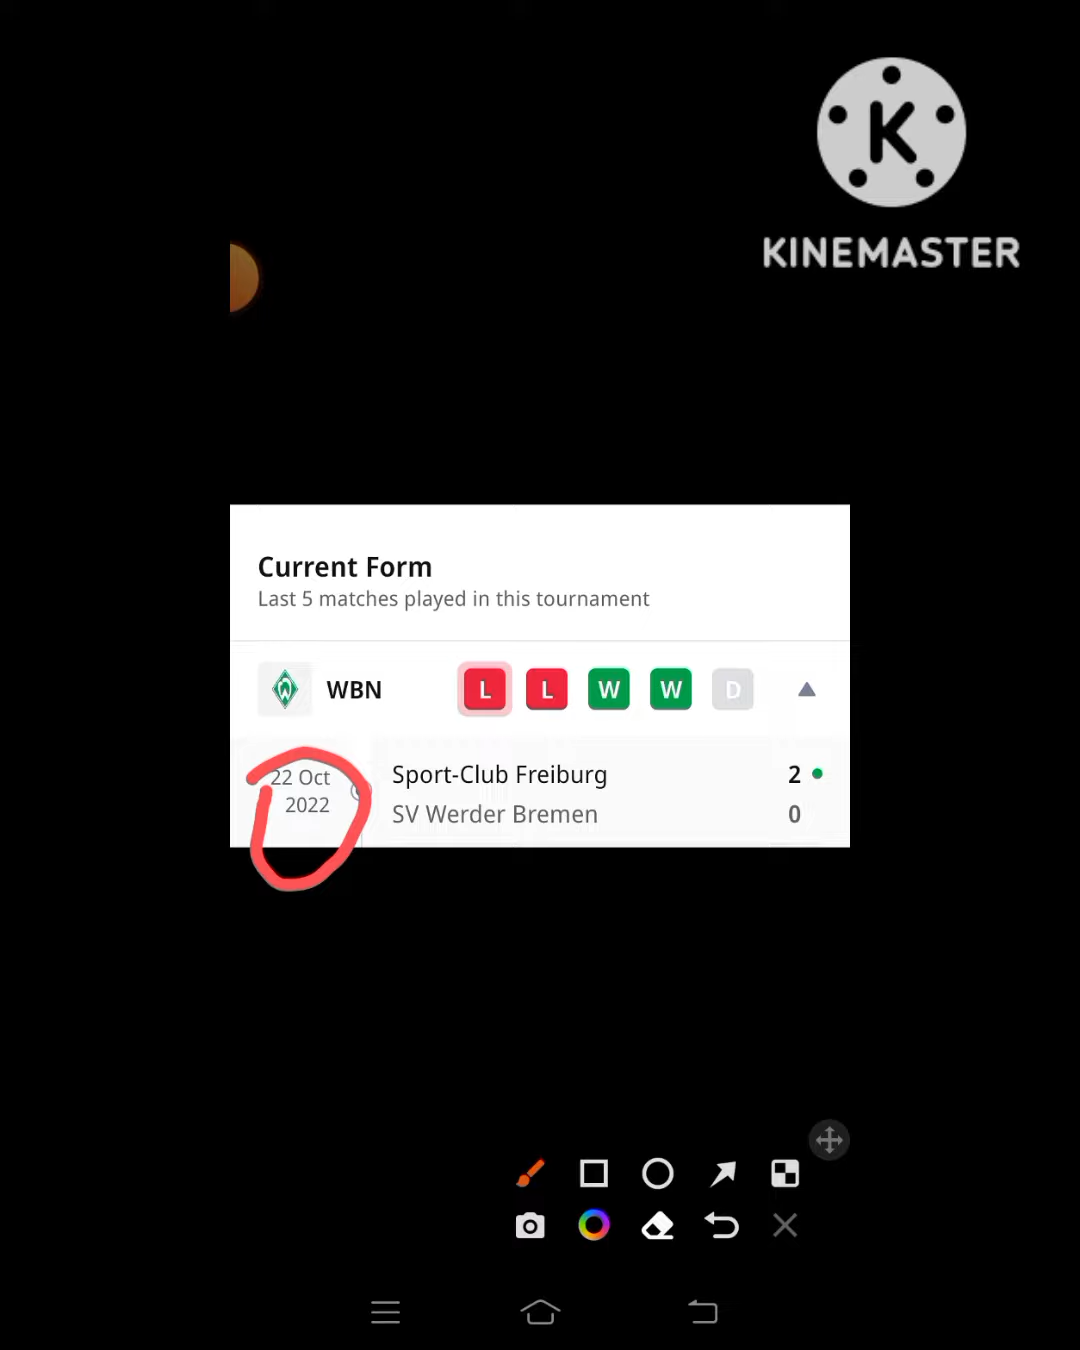 K
KINEMASTER
Current Form
Last 5 matches played in this tournament
WBN L L W W D
22 Oct
2022
Sport-Club Freiburg 2
SV Werder Bremen 0